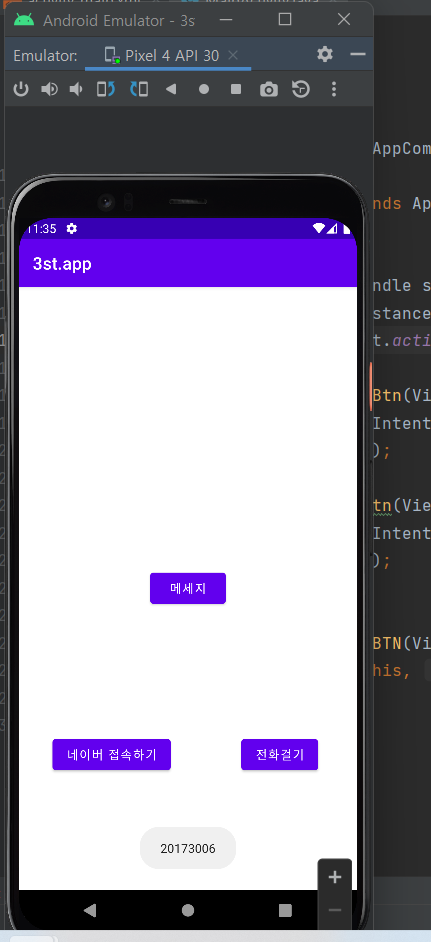 Android Emulator - 3s
Emulator:
Pixel 4 API 30
AppCom
nds Ap
ndle s
stance
t.acti
Btn(Vi
Intent
);
tn(Vie
Intent
);
BTN(Vi
his,
11:35
3st.app
메세지
네이버 접속하기
전화걸기
20173006